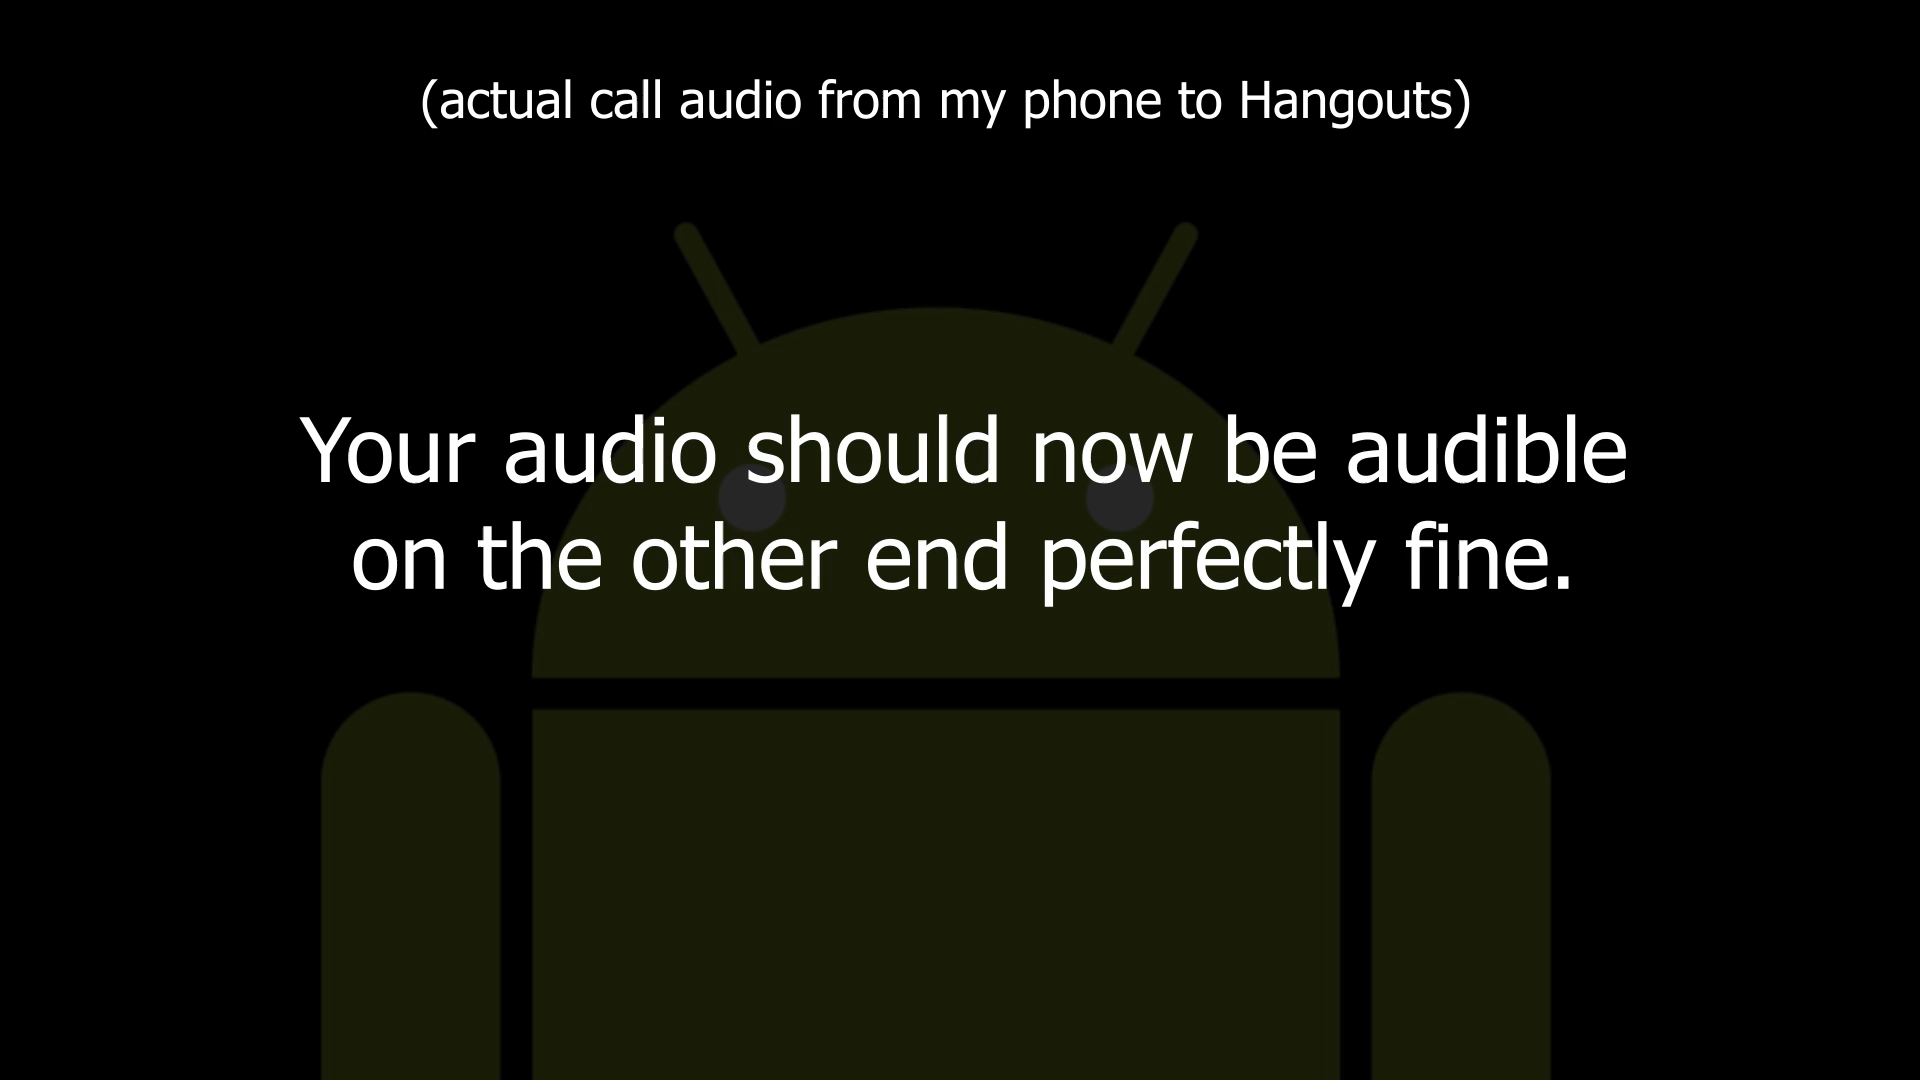 (actual call audio from my phone to Hangouts)
Your audio should now be audible
on the other end perfectly fine.